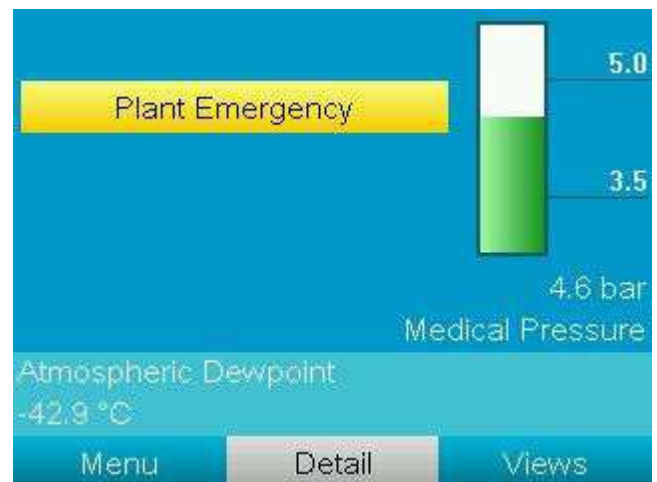 5.0
Plant Emergency
3.5
4.6 bar
Medical Pressure
Atmospheric Dewpoint
-42.9 °C
Menu Detail Views